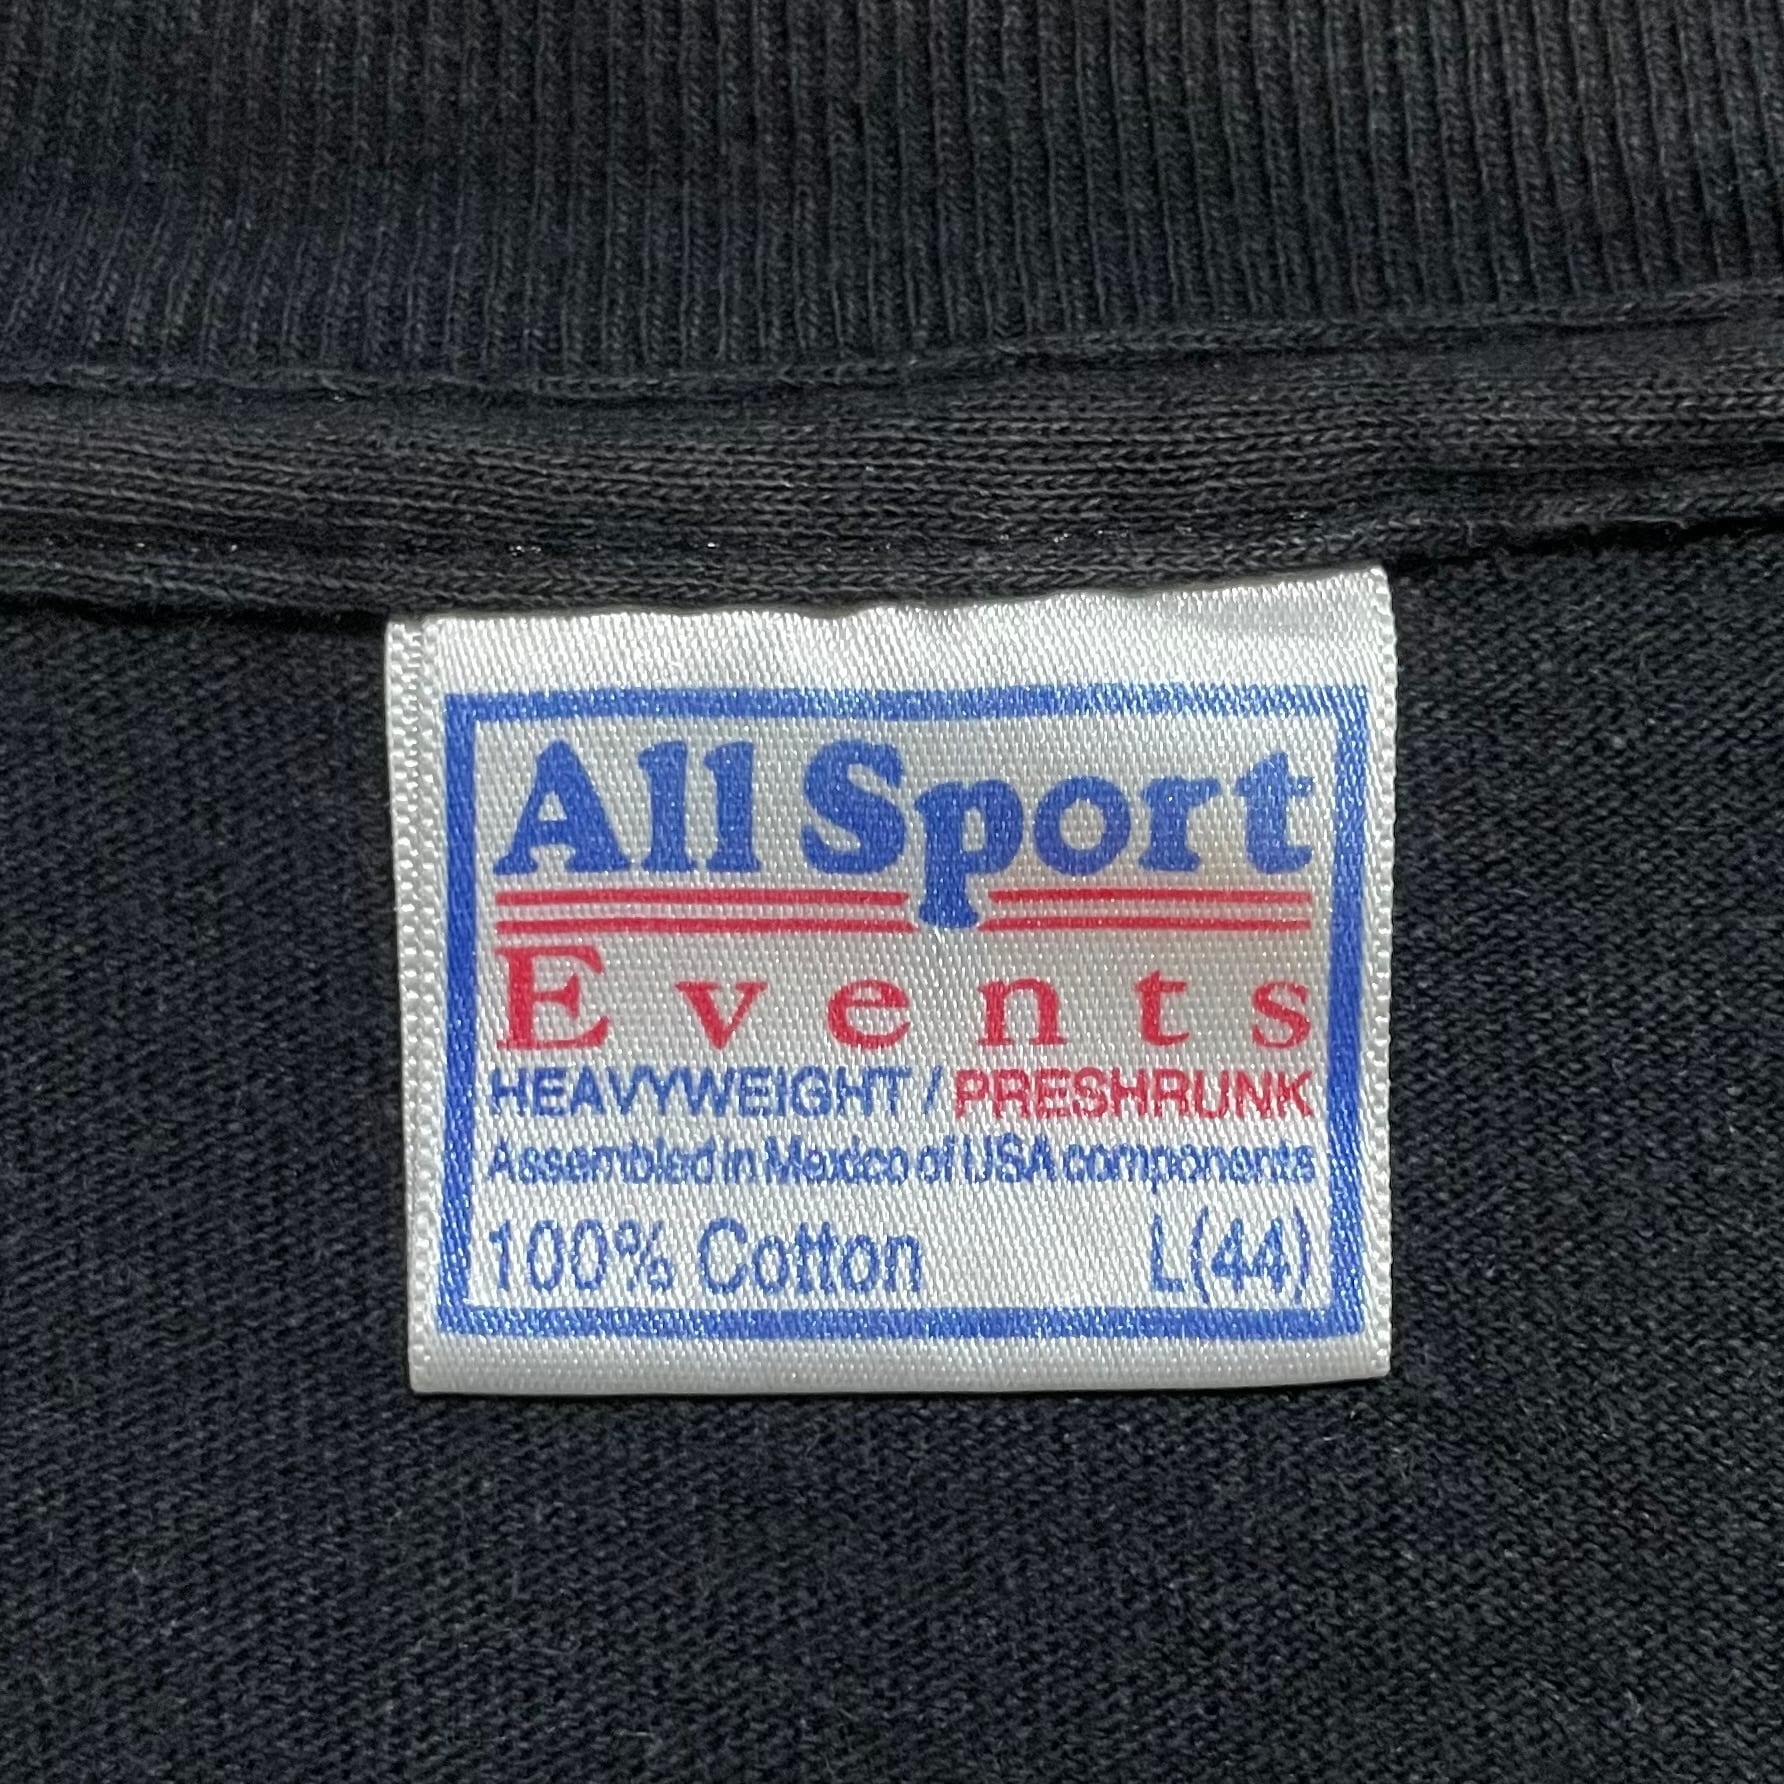 All Sport
Events
HEAVYWEIGHT / PRESHRUNK
Assembled in Mexico of USA components
100% Cotton L(44)